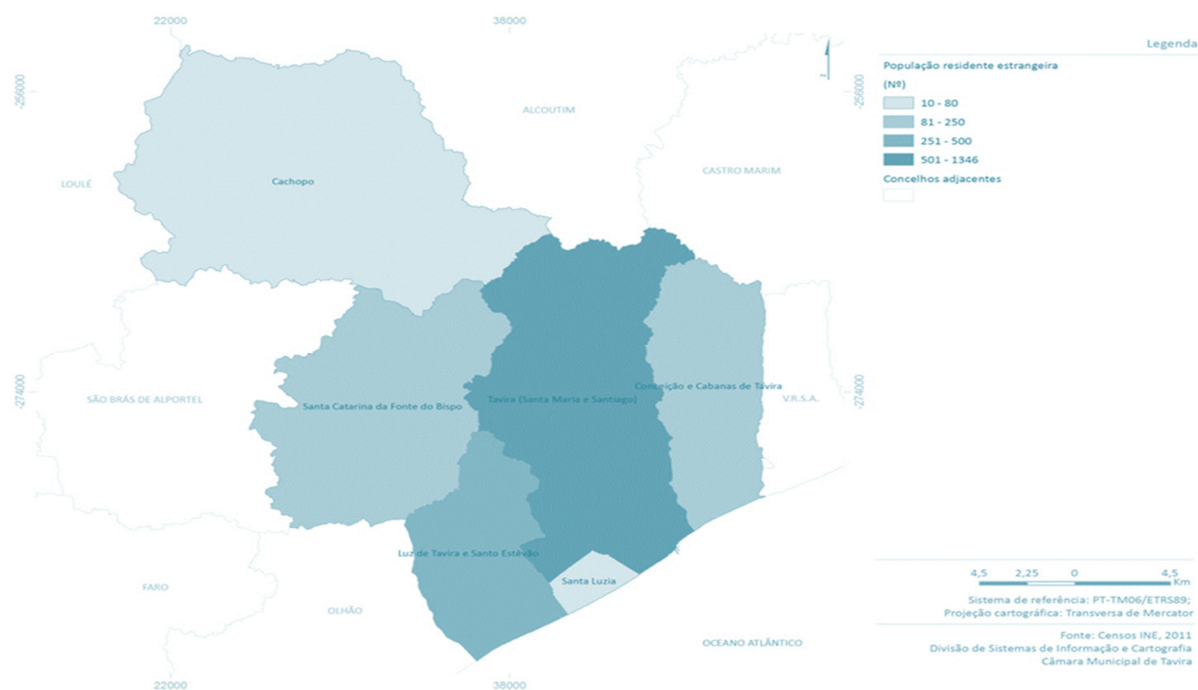 22000
38000
Legenda
-256000
-256000
População residente estrangeira
(Nº)
10 - 80
81 - 250
251 - 500
501 - 1346
Concelhos adjacentes
ALCOUTIM
CASTRO MARIM
LOULÉ
Cachopo
-274000
-274000
Conceição e Cabanas de Tavira
SÃO BRÁS DE ALPORTEL
Santa Catarina da Fonte do Bispo
Tavira (Santa Maria e Santiago)
V.R.S.A.
Luz de Tavira e Santo Estêvão
Santa Luzia
FARO
OLHÃO
OCEANO ATLÂNTICO
4,5 2,25 0 4,5
Km
Sistema de referência: PT-TM06/ETRS89;
Projeção cartográfica: Transversa de Mercator
Fonte: Censos INE, 2011
Divisão de Sistemas de Informação e Cartografia
Câmara Municipal de Tavira
22000
38000